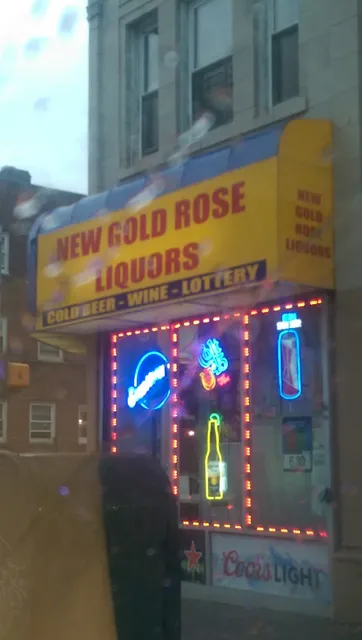 NEW GOLD ROSE
LIQUORS
COLD BEER - WINE - LOTTERY
NEW
GOLD
ROSE
LIQUORS
Coors LIGHT